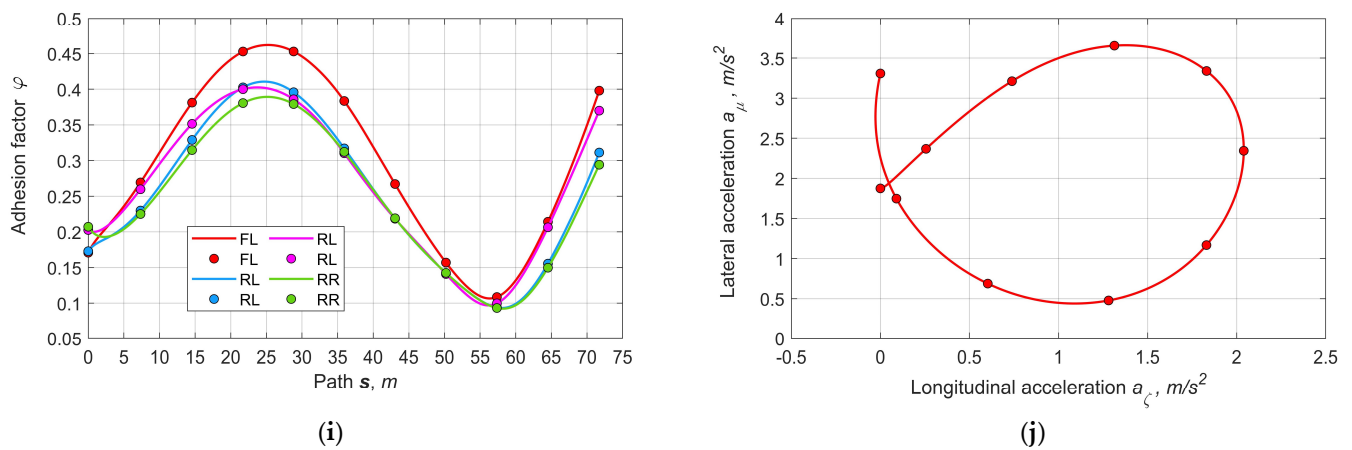 0.5
0.45
0.4
0.35
0.3
0.25
0.2
0.15
0.1
0.05
Adhesion factor φ
FL RL
FL RL
RL RR
RL RR
0 5 10 15 20 25 30 35 40 45 50 55 60 65 70 75
Path s, m
(i)
4
3.5
3
2.5
2
1.5
1
0.5
0
Lateral acceleration aμ, m/s²
-0.5 0 0.5 1 1.5 2 2.5
Longitudinal acceleration aζ, m/s²
(j)